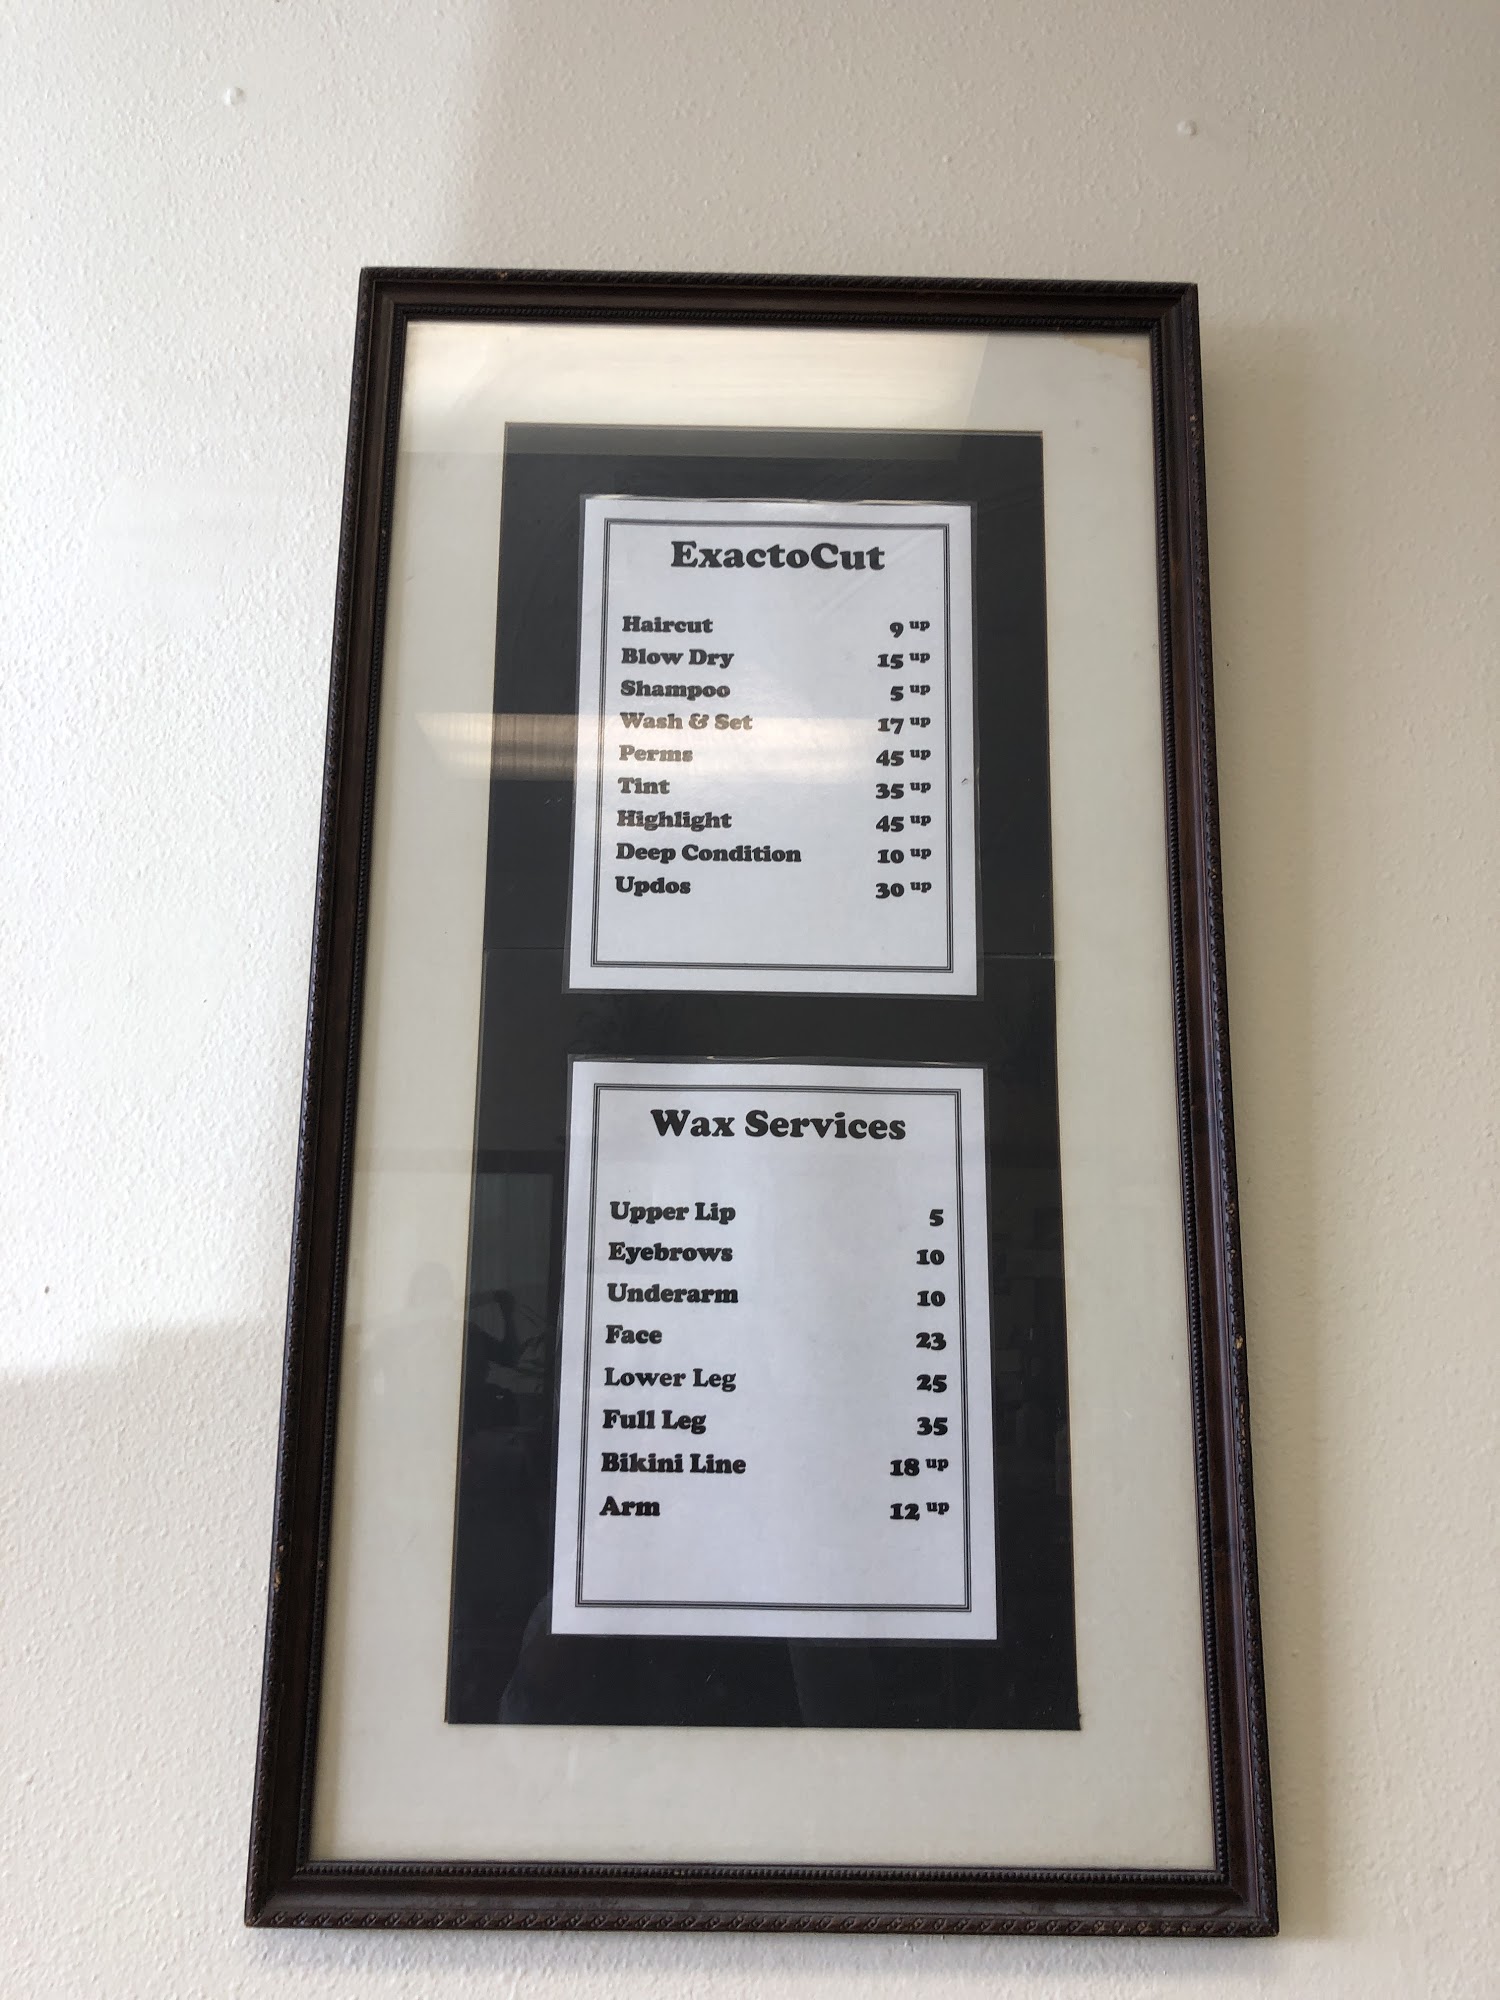 ExactoCut
Haircut 9 up
Blow Dry 15 up
Shampoo 5 up
Wash & Set 17 up
Perms 45 up
Tint 35 up
Highlight 45 up
Deep Condition 10 up
Updos 30 up
Wax Services
Upper Lip 5
Eyebrows 10
Underarm 10
Face 23
Lower Leg 25
Full Leg 35
Bikini Line 18 up
Arm 12 up